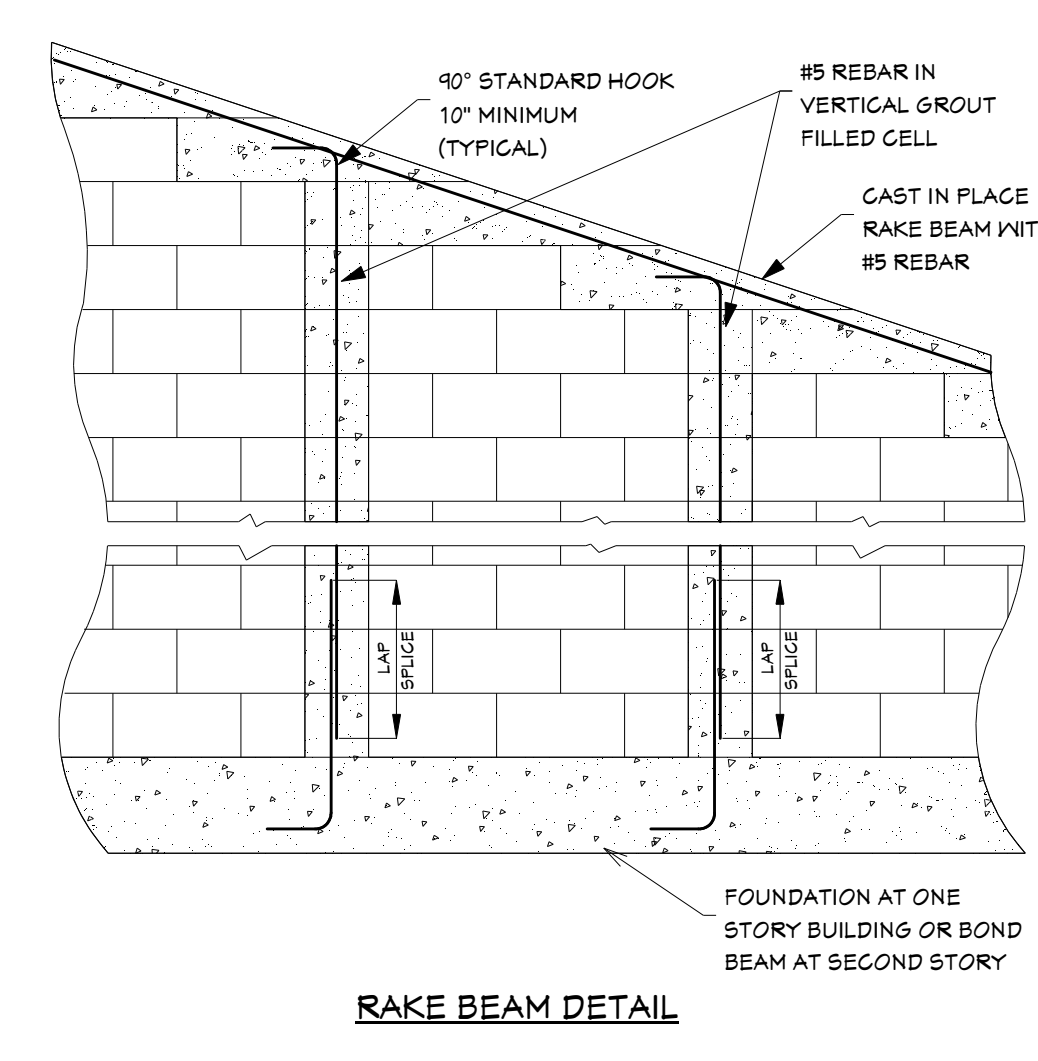 90° STANDARD HOOK
10" MINIMUM
(TYPICAL)
#5 REBAR IN
VERTICAL GROUT
FILLED CELL
CAST IN PLACE
RAKE BEAM WIT
#5 REBAR
LAP
SPLICE
LAP
SPLICE
FOUNDATION AT ONE
STORY BUILDING OR BOND
BEAM AT SECOND STORY
RAKE BEAM DETAIL